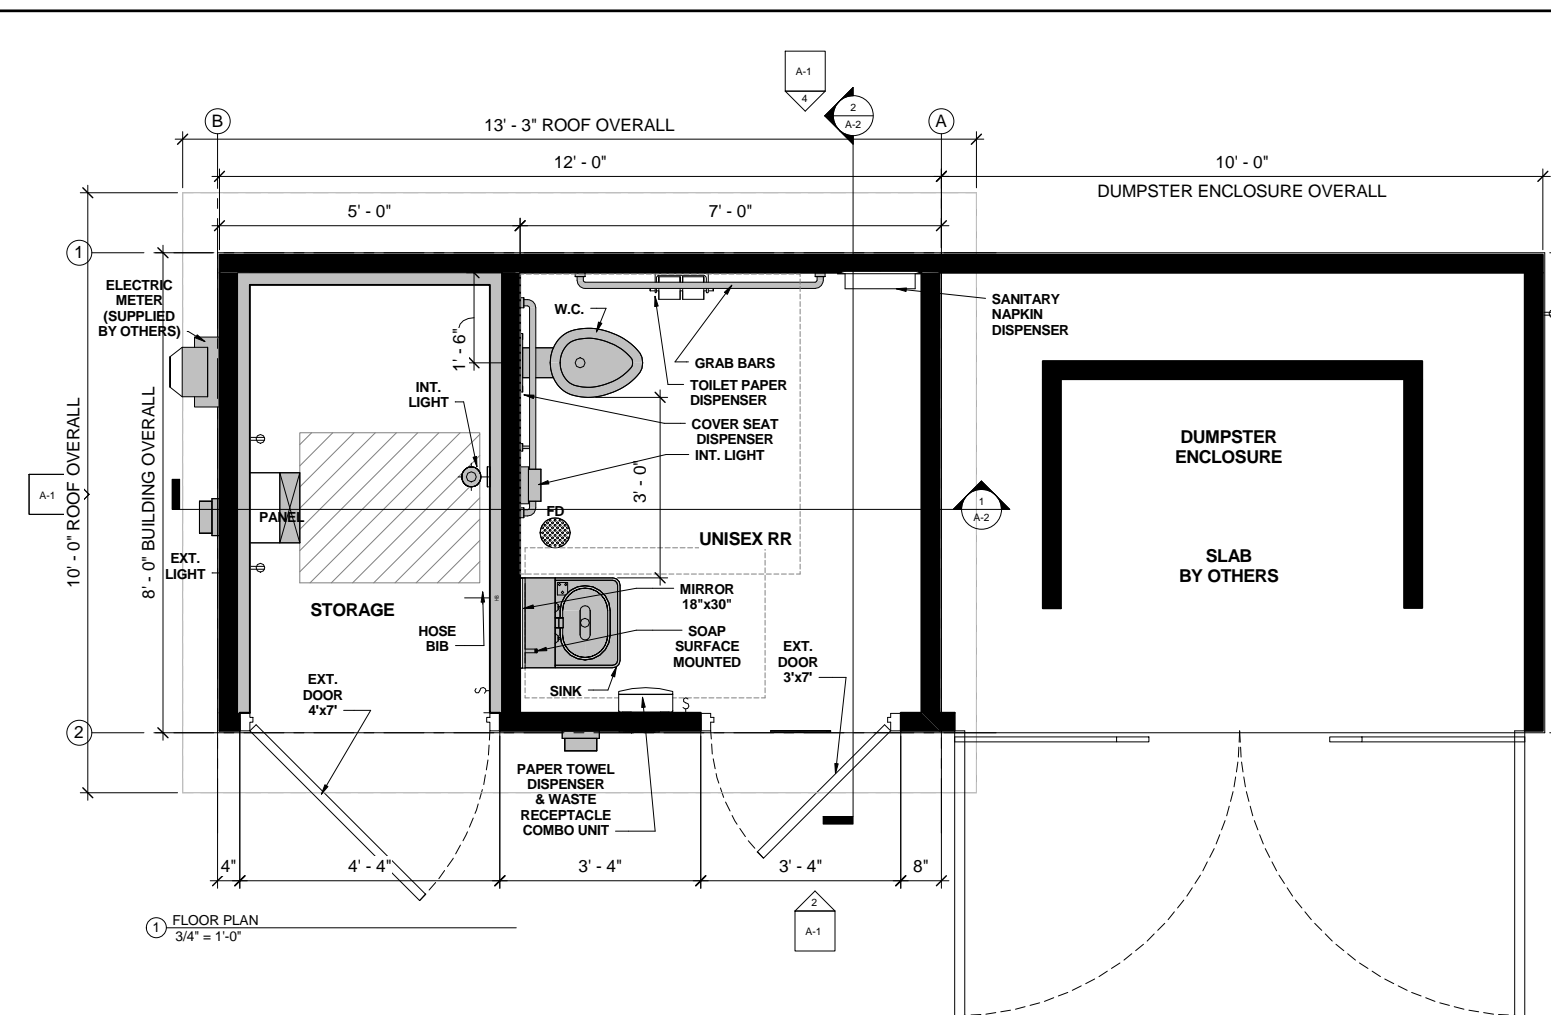 A-1
4
2
A-2
B
A
13' - 3" ROOF OVERALL
12' - 0"
10' - 0"
DUMPSTER ENCLOSURE OVERALL
5' - 0"
7' - 0"
1
ELECTRIC
METER
(SUPPLIED
BY OTHERS)
W.C.
SANITARY
NAPKIN
DISPENSER
1' - 6"
GRAB BARS
TOILET PAPER
DISPENSER
INT.
LIGHT
COVER SEAT
DISPENSER
INT. LIGHT
DUMPSTER
ENCLOSURE
10' - 0" ROOF OVERALL
8' - 0" BUILDING OVERALL
A-1
3' - 0"
1
A-2
PANEL
FD
UNISEX RR
EXT.
LIGHT
SLAB
BY OTHERS
STORAGE
MIRROR
18"x30"
HB
HOSE
BIB
SOAP
SURFACE
MOUNTED
EXT.
DOOR
3'x7'
EXT.
DOOR
4'x7'
S
SINK
S
2
PAPER TOWEL
DISPENSER
& WASTE
RECEPTACLE
COMBO UNIT
4"
4' - 4"
3' - 4"
3' - 4"
8"
2
A-1
1
FLOOR PLAN
3/4" = 1'-0"